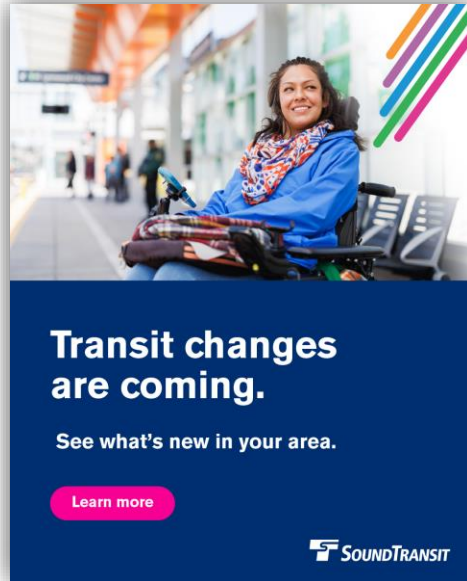 Transit changes
are coming.
See what's new in your area.
Learn more
SOUNDTRANSIT